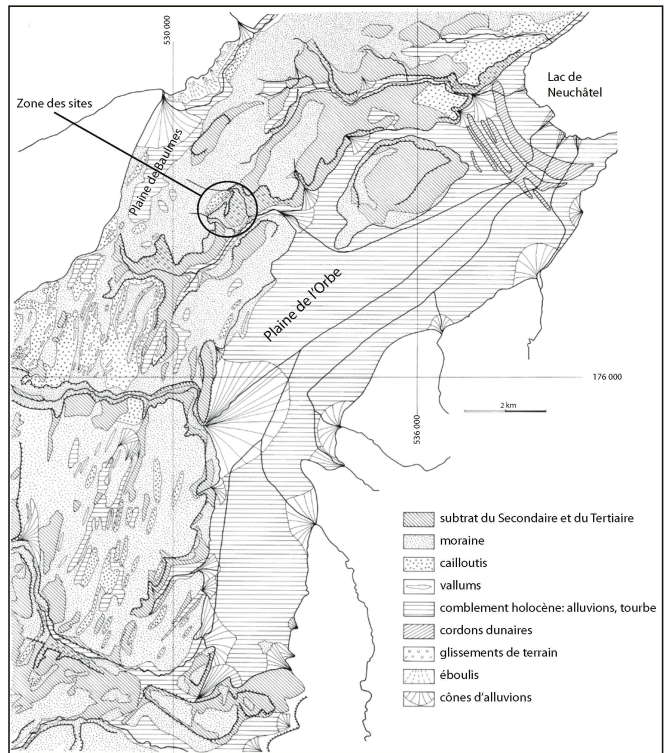 530 000
Lac de
Neuchâtel
Zone des sites
Plaine de Baulmes
Plaine de l'Orbe
176 000
2 km
536 000
subtrat du Secondaire et du Tertiaire
moraine
cailloutis
vallums
comblement holocène: alluvions, tourbe
cordons dunaires
glissements de terrain
éboulis
cônes d'alluvions